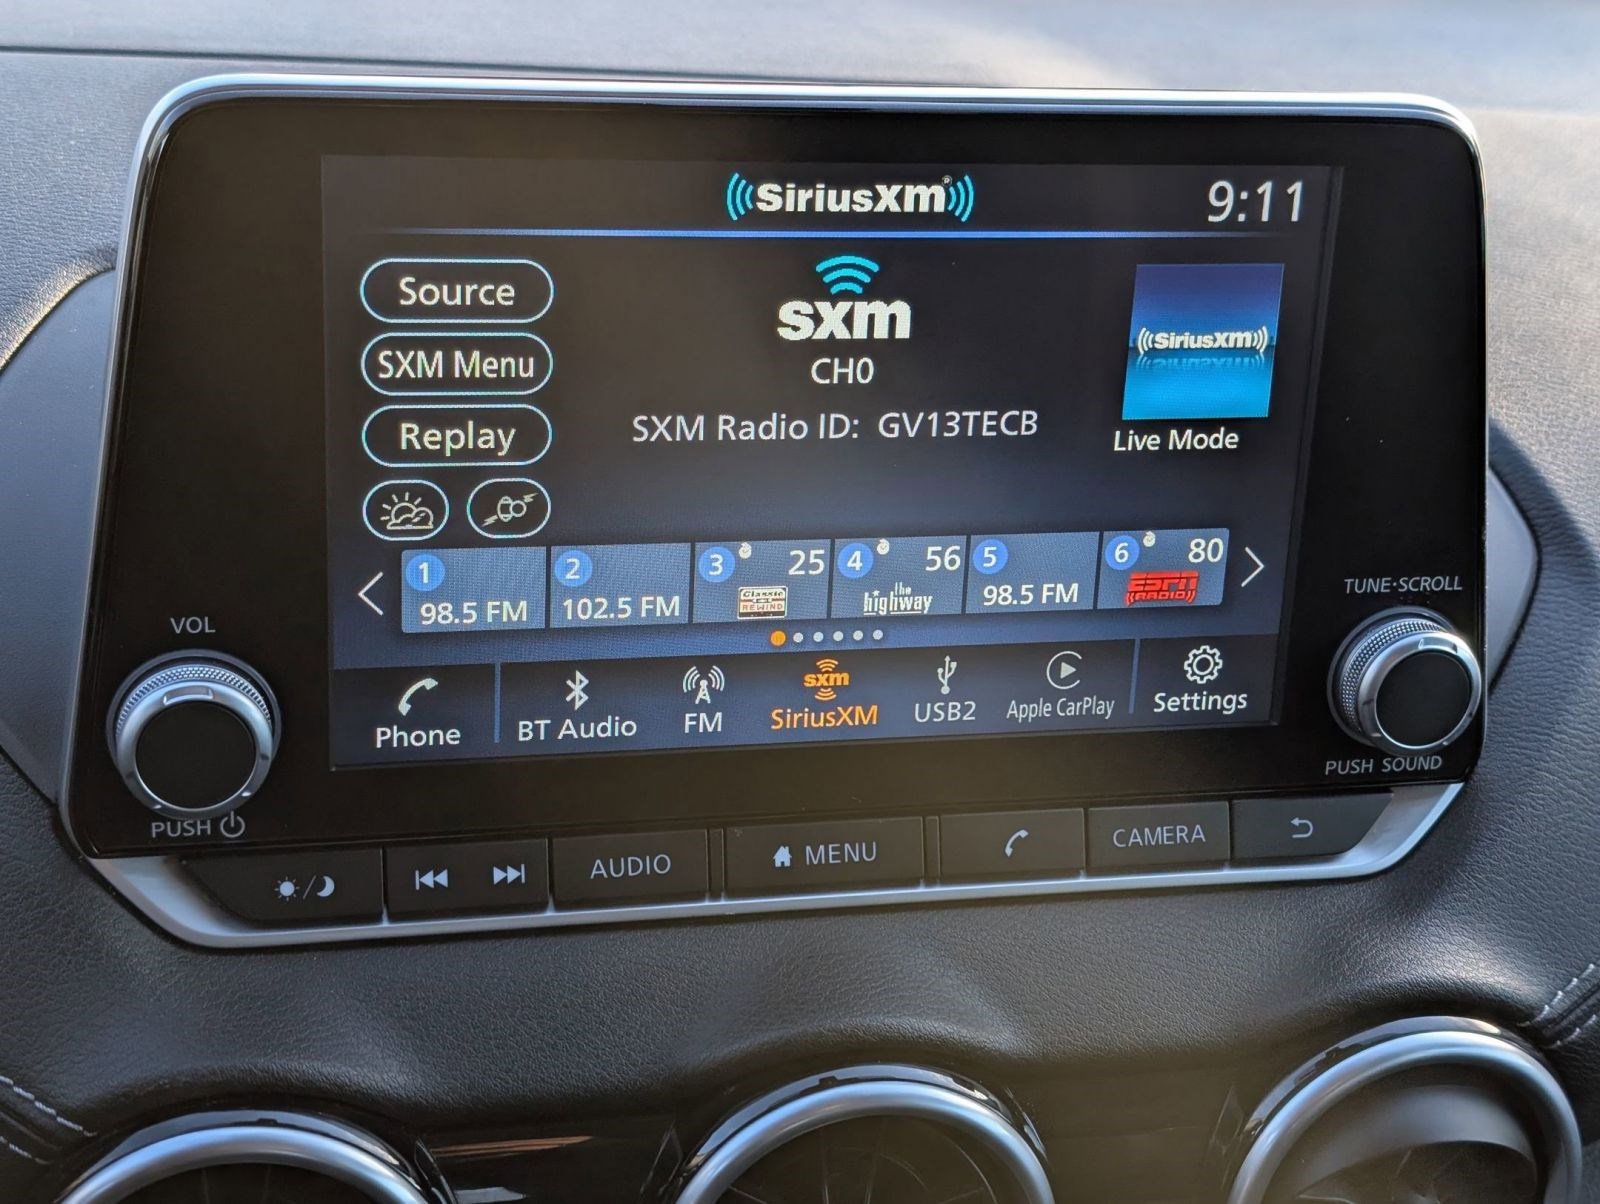 ((SiriusXM®))
9:11
Source
sxm
SXM Menu
CH0
Replay
SXM Radio ID: GV13TECB
((SiriusXM))
Live Mode
1
98.5 FM
2
102.5 FM
3
25
Classic
REWIND
4
56
the
highway
5
98.5 FM
6
80
ESPN
((RADIO))
Phone
BT Audio
FM
sxm
SiriusXM
USB2
Apple CarPlay
Settings
VOL
PUSH
TUNE·SCROLL
PUSH SOUND
AUDIO
MENU
CAMERA